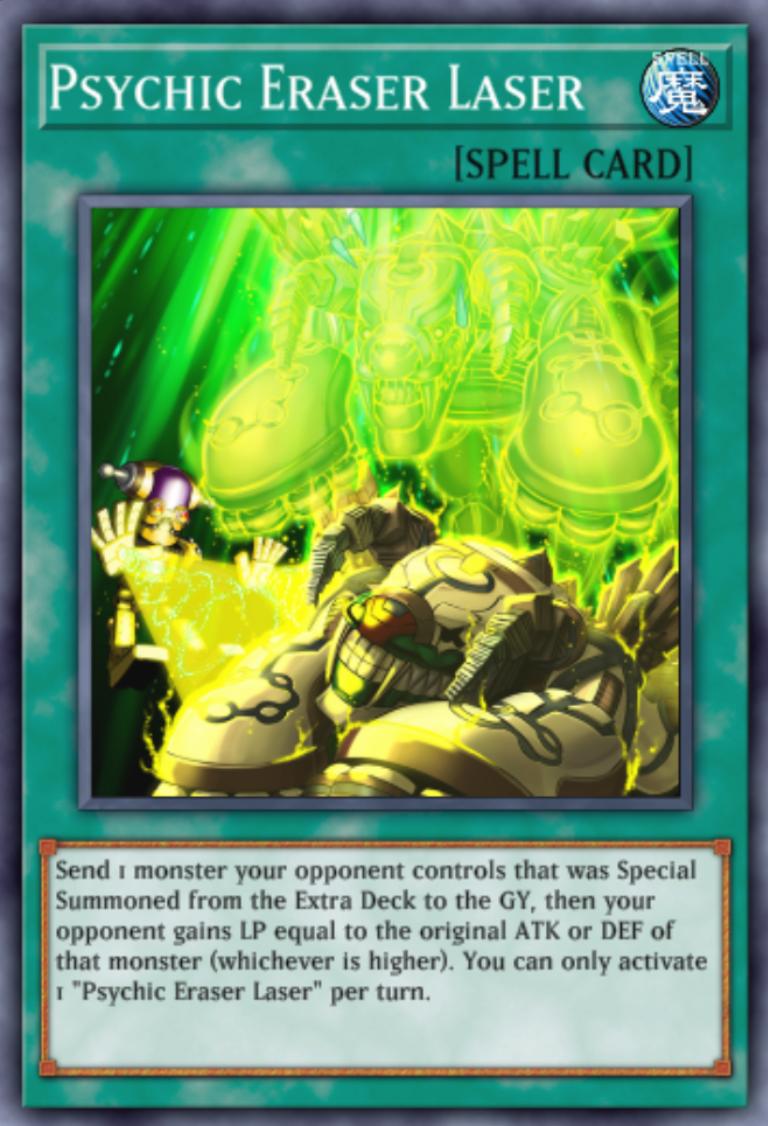 PSYCHIC ERASER LASER
SPELL
魔
[SPELL CARD]
Send 1 monster your opponent controls that was Special
Summoned from the Extra Deck to the GY, then your
opponent gains LP equal to the original ATK or DEF of
that monster (whichever is higher). You can only activate
1 "Psychic Eraser Laser" per turn.